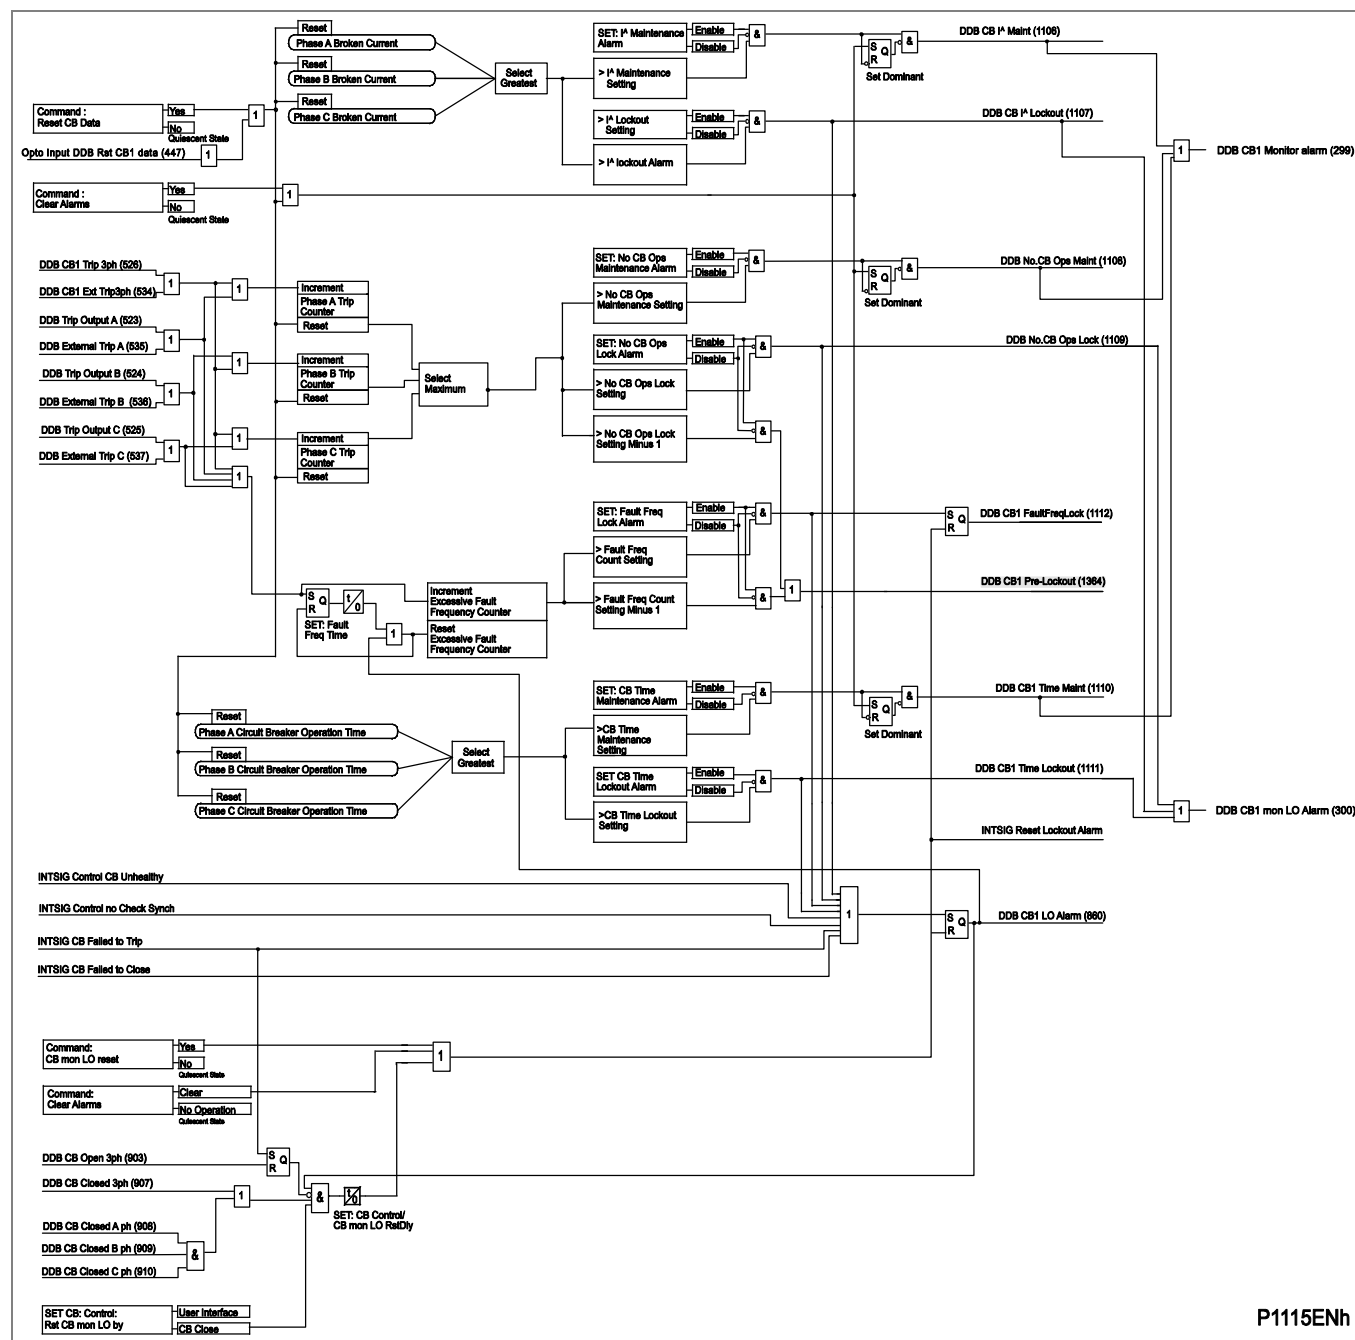 Reset
Phase A Broken Current
Reset
Phase B Broken Current
Reset
Phase C Broken Current
Select
Greatest
SET: I^ Maintenance
Alarm
Enable
Disable
&
> I^ Maintenance
Setting
> I^ Lockout
Setting
Enable
Disable
&
> I^ lockout Alarm
S
R
Q
Set Dominant
&
DDB CB I^ Maint (1106)
DDB CB I^ Lockout (1107)
1
DDB CB1 Monitor alarm (299)
Command :
Reset CB Data
Yes
No
Quiescent State
1
Opto Input DDB Rst CB1 data (447)
1
Command :
Clear Alarms
Yes
No
Quiescent State
1
DDB CB1 Trip 3ph (526)
DDB CB1 Ext Trip3ph (534)
1
DDB Trip Output A (523)
DDB External Trip A (535)
1
DDB Trip Output B (524)
DDB External Trip B (536)
1
DDB Trip Output C (525)
DDB External Trip C (537)
1
1
1
1
1
Increment
Phase A Trip
Counter
Reset
Increment
Phase B Trip
Counter
Reset
Increment
Phase C Trip
Counter
Reset
Select
Maximum
SET: No CB Ops
Maintenance Alarm
Enable
Disable
&
> No CB Ops
Maintenance Setting
SET: No CB Ops
Lock Alarm
Enable
Disable
&
> No CB Ops Lock
Setting
> No CB Ops Lock
Setting Minus 1
&
S
R
Q
Set Dominant
&
DDB No.CB Ops Maint (1108)
DDB No.CB Ops Lock (1109)
SET: Fault Freq
Lock Alarm
Enable
Disable
&
> Fault Freq
Count Setting
> Fault Freq Count
Setting Minus 1
&
1
S
R
Q
DDB CB1 FaultFreqLock (1112)
DDB CB1 Pre-Lockout (1364)
S
R
Q
t
0
SET: Fault
Freq Time
1
Increment
Excessive Fault
Frequency Counter
Reset
Excessive Fault
Frequency Counter
Reset
Phase A Circuit Breaker Operation Time
Reset
Phase B Circuit Breaker Operation Time
Reset
Phase C Circuit Breaker Operation Time
Select
Greatest
SET: CB Time
Maintenance Alarm
Enable
Disable
&
>CB Time
Maintenance
Setting
SET CB Time
Lockout Alarm
Enable
Disable
&
>CB Time Lockout
Setting
S
R
Q
Set Dominant
&
DDB CB1 Time Maint (1110)
DDB CB1 Time Lockout (1111)
1
DDB CB1 mon LO Alarm (300)
INTSIG Reset Lockout Alarm
INTSIG Control CB Unhealthy
INTSIG Control no Check Synch
INTSIG CB Failed to Trip
INTSIG CB Failed to Close
1
S
R
Q
DDB CB1 LO Alarm (860)
Command:
CB mon LO reset
Yes
No
Quiescent State
Command:
Clear Alarms
Clear
No Operation
Quiescent State
1
DDB CB Open 3ph (903)
S
R
Q
DDB CB Closed 3ph (907)
1
&
t
0
SET: CB Control/
CB mon LO RstDly
DDB CB Closed A ph (908)
DDB CB Closed B ph (909)
DDB CB Closed C ph (910)
&
SET CB: Control:
Rst CB mon LO by
User Interface
CB Close
P1115ENh